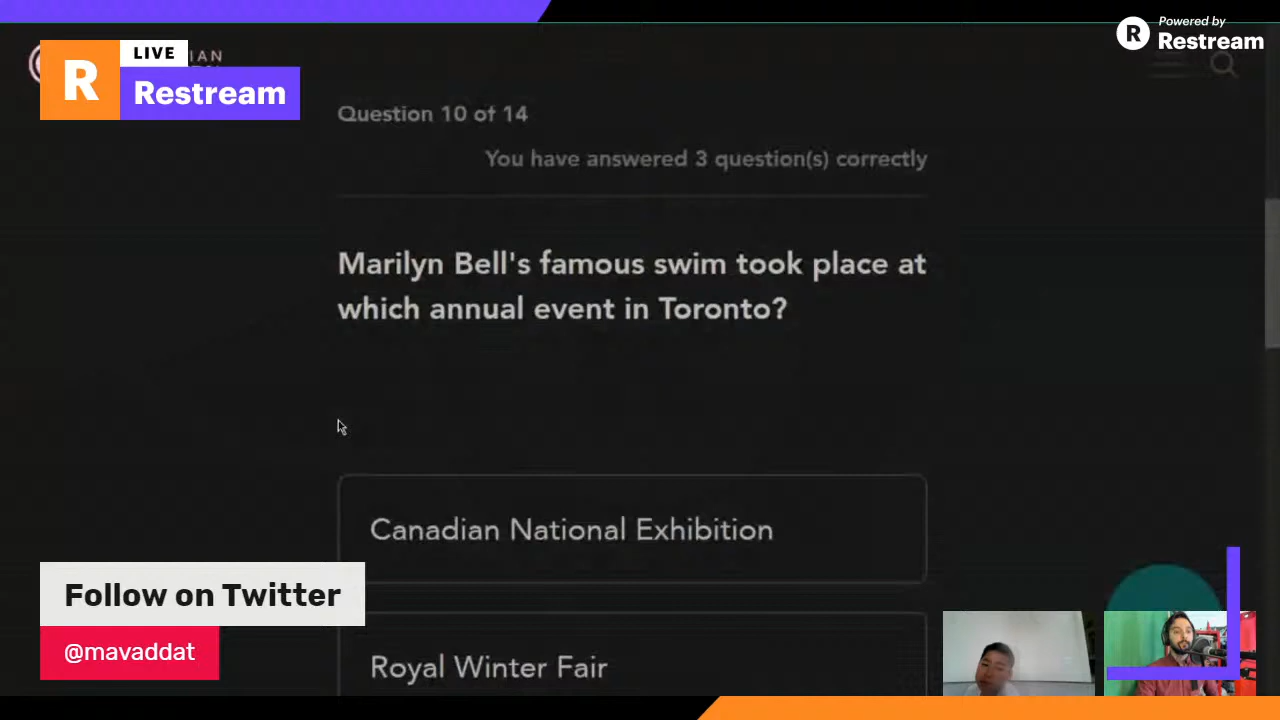 Powered by
R Restream
R
LIVE
Restream
IAN
Question 10 of 14
You have answered 3 question(s) correctly
Marilyn Bell's famous swim took place at
which annual event in Toronto?
Canadian National Exhibition
Royal Winter Fair
Follow on Twitter
@mavaddat